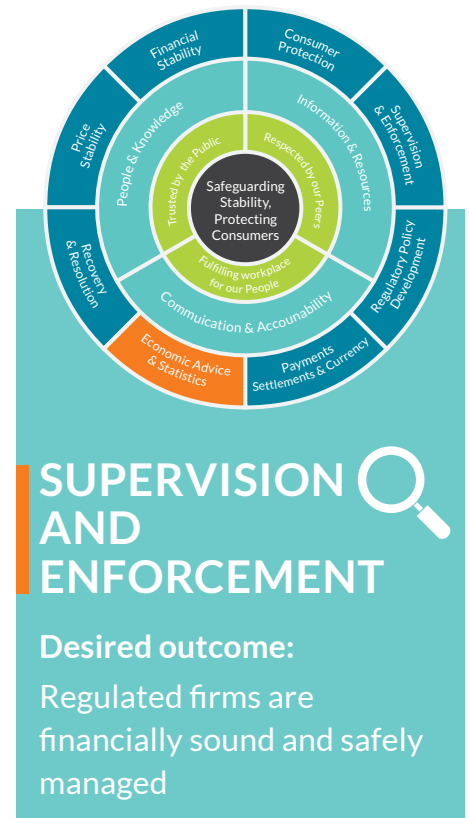 Financial
Stability
Consumer
Protection
Price
Stability
Supervision
& Enforcement
People & Knowledge
Information & Resources
Trusted by the Public
Respected by our Peers
Safeguarding
Stability,
Protecting
Consumers
Fulfilling workplace
for our People
Recovery
& Resolution
Regulatory Policy
Development
Commuication & Accounability
Economic Advice
& Statistics
Payments
Settlements & Currency
SUPERVISION
AND
ENFORCEMENT
Desired outcome:
Regulated firms are
financially sound and safely
managed